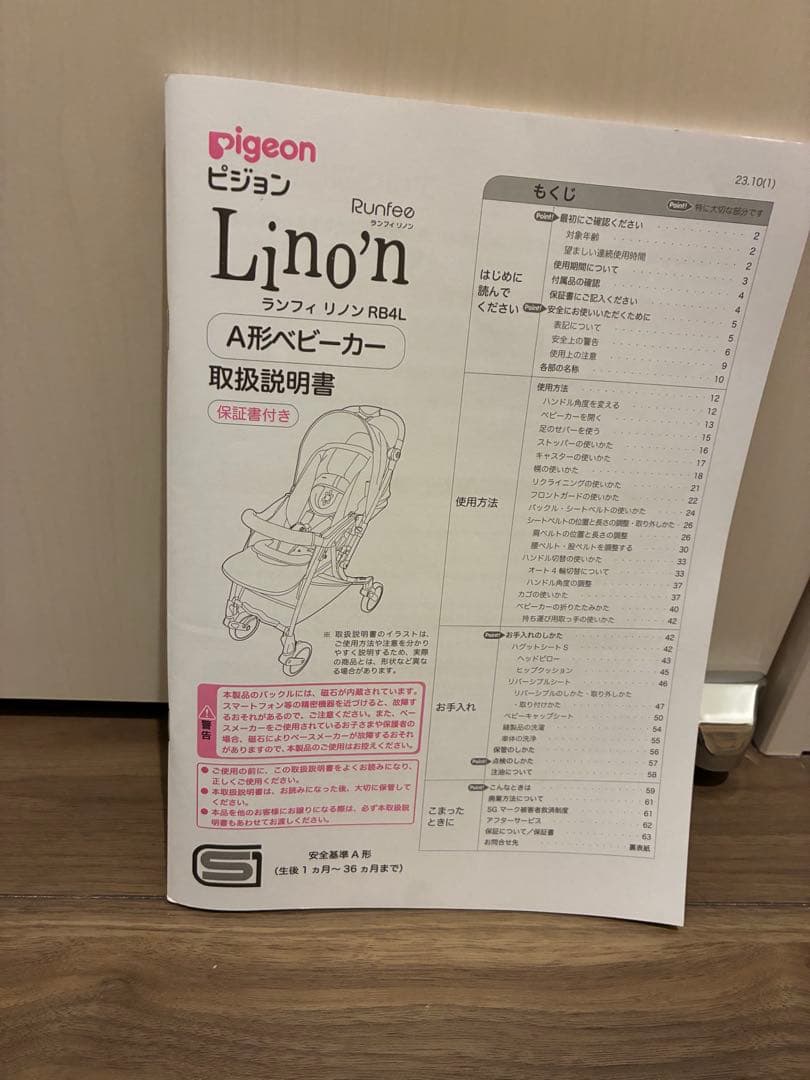 pigeon
ピジョン
Runfee
ランフィ リノン
Lino'n
ランフィ リノン RB4L
A形ベビーカー
取扱説明書
保証書付き
※ 取扱説明書のイラストは、
ご使用方法や注意を分かり
やすく説明するため、実際
の商品とは、形状など異な
る場合があります。
警告
本製品のバックルには、磁石が内蔵されています。
スマートフォン等の精密機器を近づけると、故障す
るおそれがあるので、ご注意ください。また、ペー
スメーカーをご使用されているお子さまや保護者の
場合、磁石によりペースメーカーが故障するおそれ
がありますので、本製品のご使用はお控えください。
● ご使用の前に、この取扱説明書をよくお読みになり、
正しくご使用ください。
● 本取扱説明書は、お読みになった後、大切に保管して
ください。
● 本品を他のお客様にお譲りになる際は、必ず本取扱説
明書もあわせてお渡しください。
安全基準 A 形
(生後 1 ヵ月〜 36 ヵ月まで)
23.10(1)
もくじ
Point! 特に大切な部分です
はじめに
読んで
ください
Point! 最初にご確認ください 2
対象年齢 2
望ましい連続使用時間 2
使用期間について 3
付属品の確認 4
保証書にご記入ください 4
Point! 安全にお使いいただくために 5
表記について 5
安全上の警告 6
使用上の注意 9
各部の名称 10
使用方法
使用方法 12
ハンドル角度を変える 12
ベビーカーを開く 13
足のせバーを使う 15
ストッパーの使いかた 16
キャスターの使いかた 17
幌の使いかた 18
リクライニングの使いかた 21
フロントガードの使いかた 22
バックル・シートベルトの使いかた 24
シートベルトの位置と長さの調整・取り外しかた 26
肩ベルトの位置と長さの調整 26
腰ベルト・股ベルトを調整する 30
ハンドル切替の使いかた 33
オート 4 輪切替について 33
ハンドル角度の調整 37
カゴの使いかた 37
ベビーカーの折りたたみかた 40
持ち運び用取っ手の使いかた 42
お手入れ
Point! お手入れのしかた 42
ハグットシート S 42
ヘッドピロー 43
ヒップクッション 45
リバーシブルシート 46
リバーシブルのしかた・取り外しかた
・取り付けかた 47
ベビーキャップシート 50
縫製品の洗濯 54
車体の洗浄 55
保管のしかた 56
Point! 点検のしかた 57
注油について 58
こまった
ときに
Point! こんなときは 59
廃棄方法について 61
SG マーク被害者救済制度 61
アフターサービス 62
保証について/保証書 63
お問合せ先 裏表紙